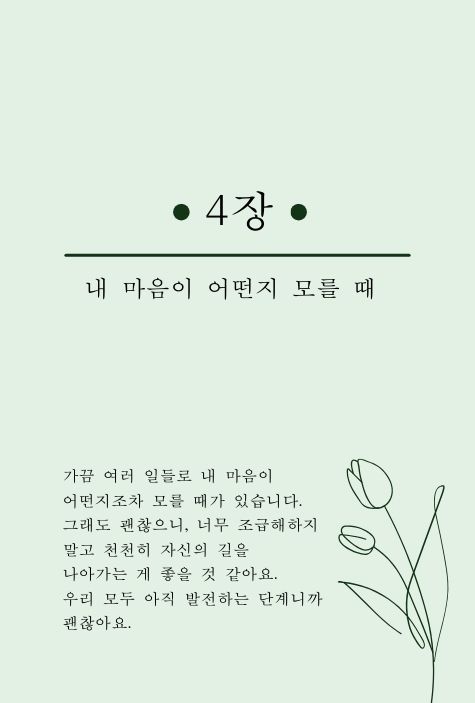 4장
내 마음이 어떤지 모를 때
가끔 여러 일들로 내 마음이
어떤지조차 모를 때가 있습니다.
그래도 괜찮으니, 너무 조급해하지
말고 천천히 자신의 길을
나아가는 게 좋을 것 같아요.
우리 모두 아직 발전하는 단계니까
괜찮아요.